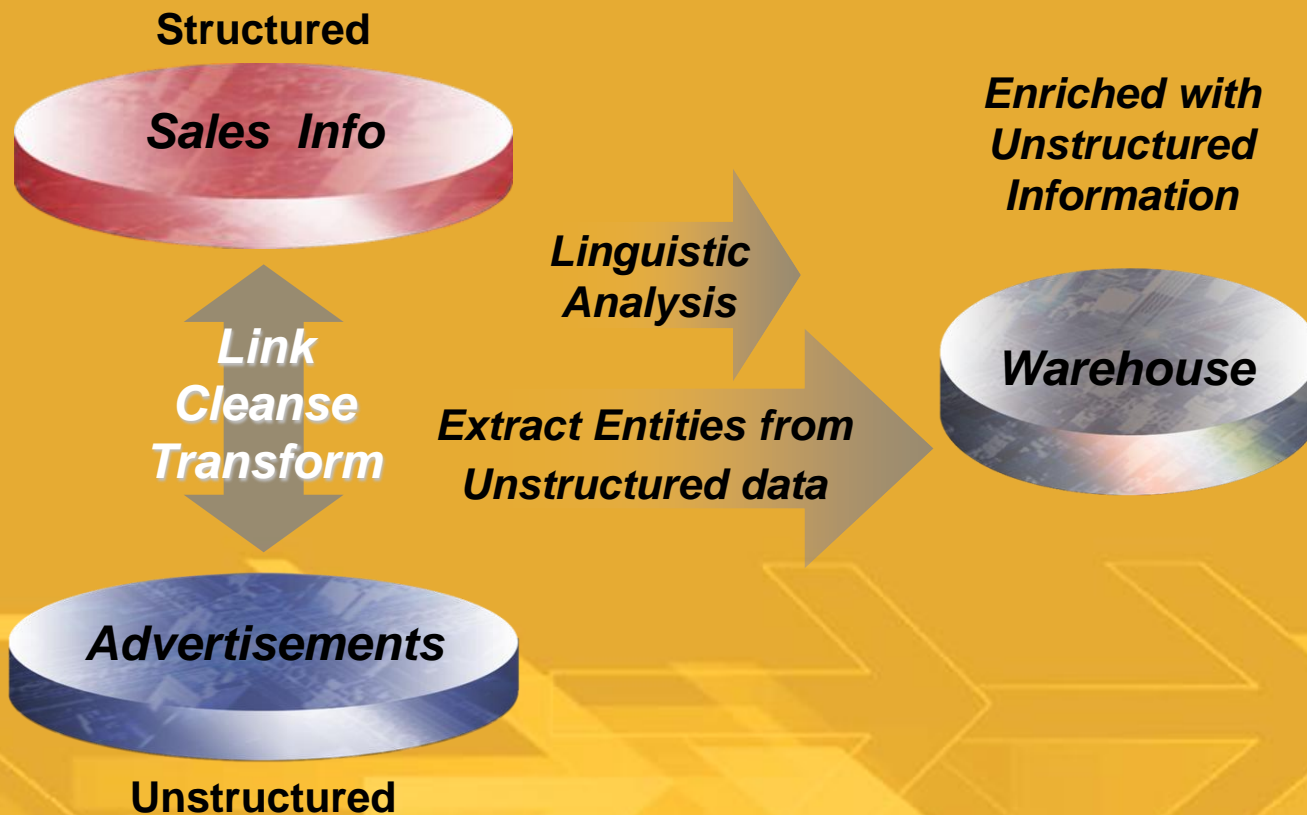 Structured
Sales Info
Link
Cleanse
Transform
Advertisements
Unstructured
Linguistic
Analysis
Extract Entities from
Unstructured data
Enriched with
Unstructured
Information
Warehouse